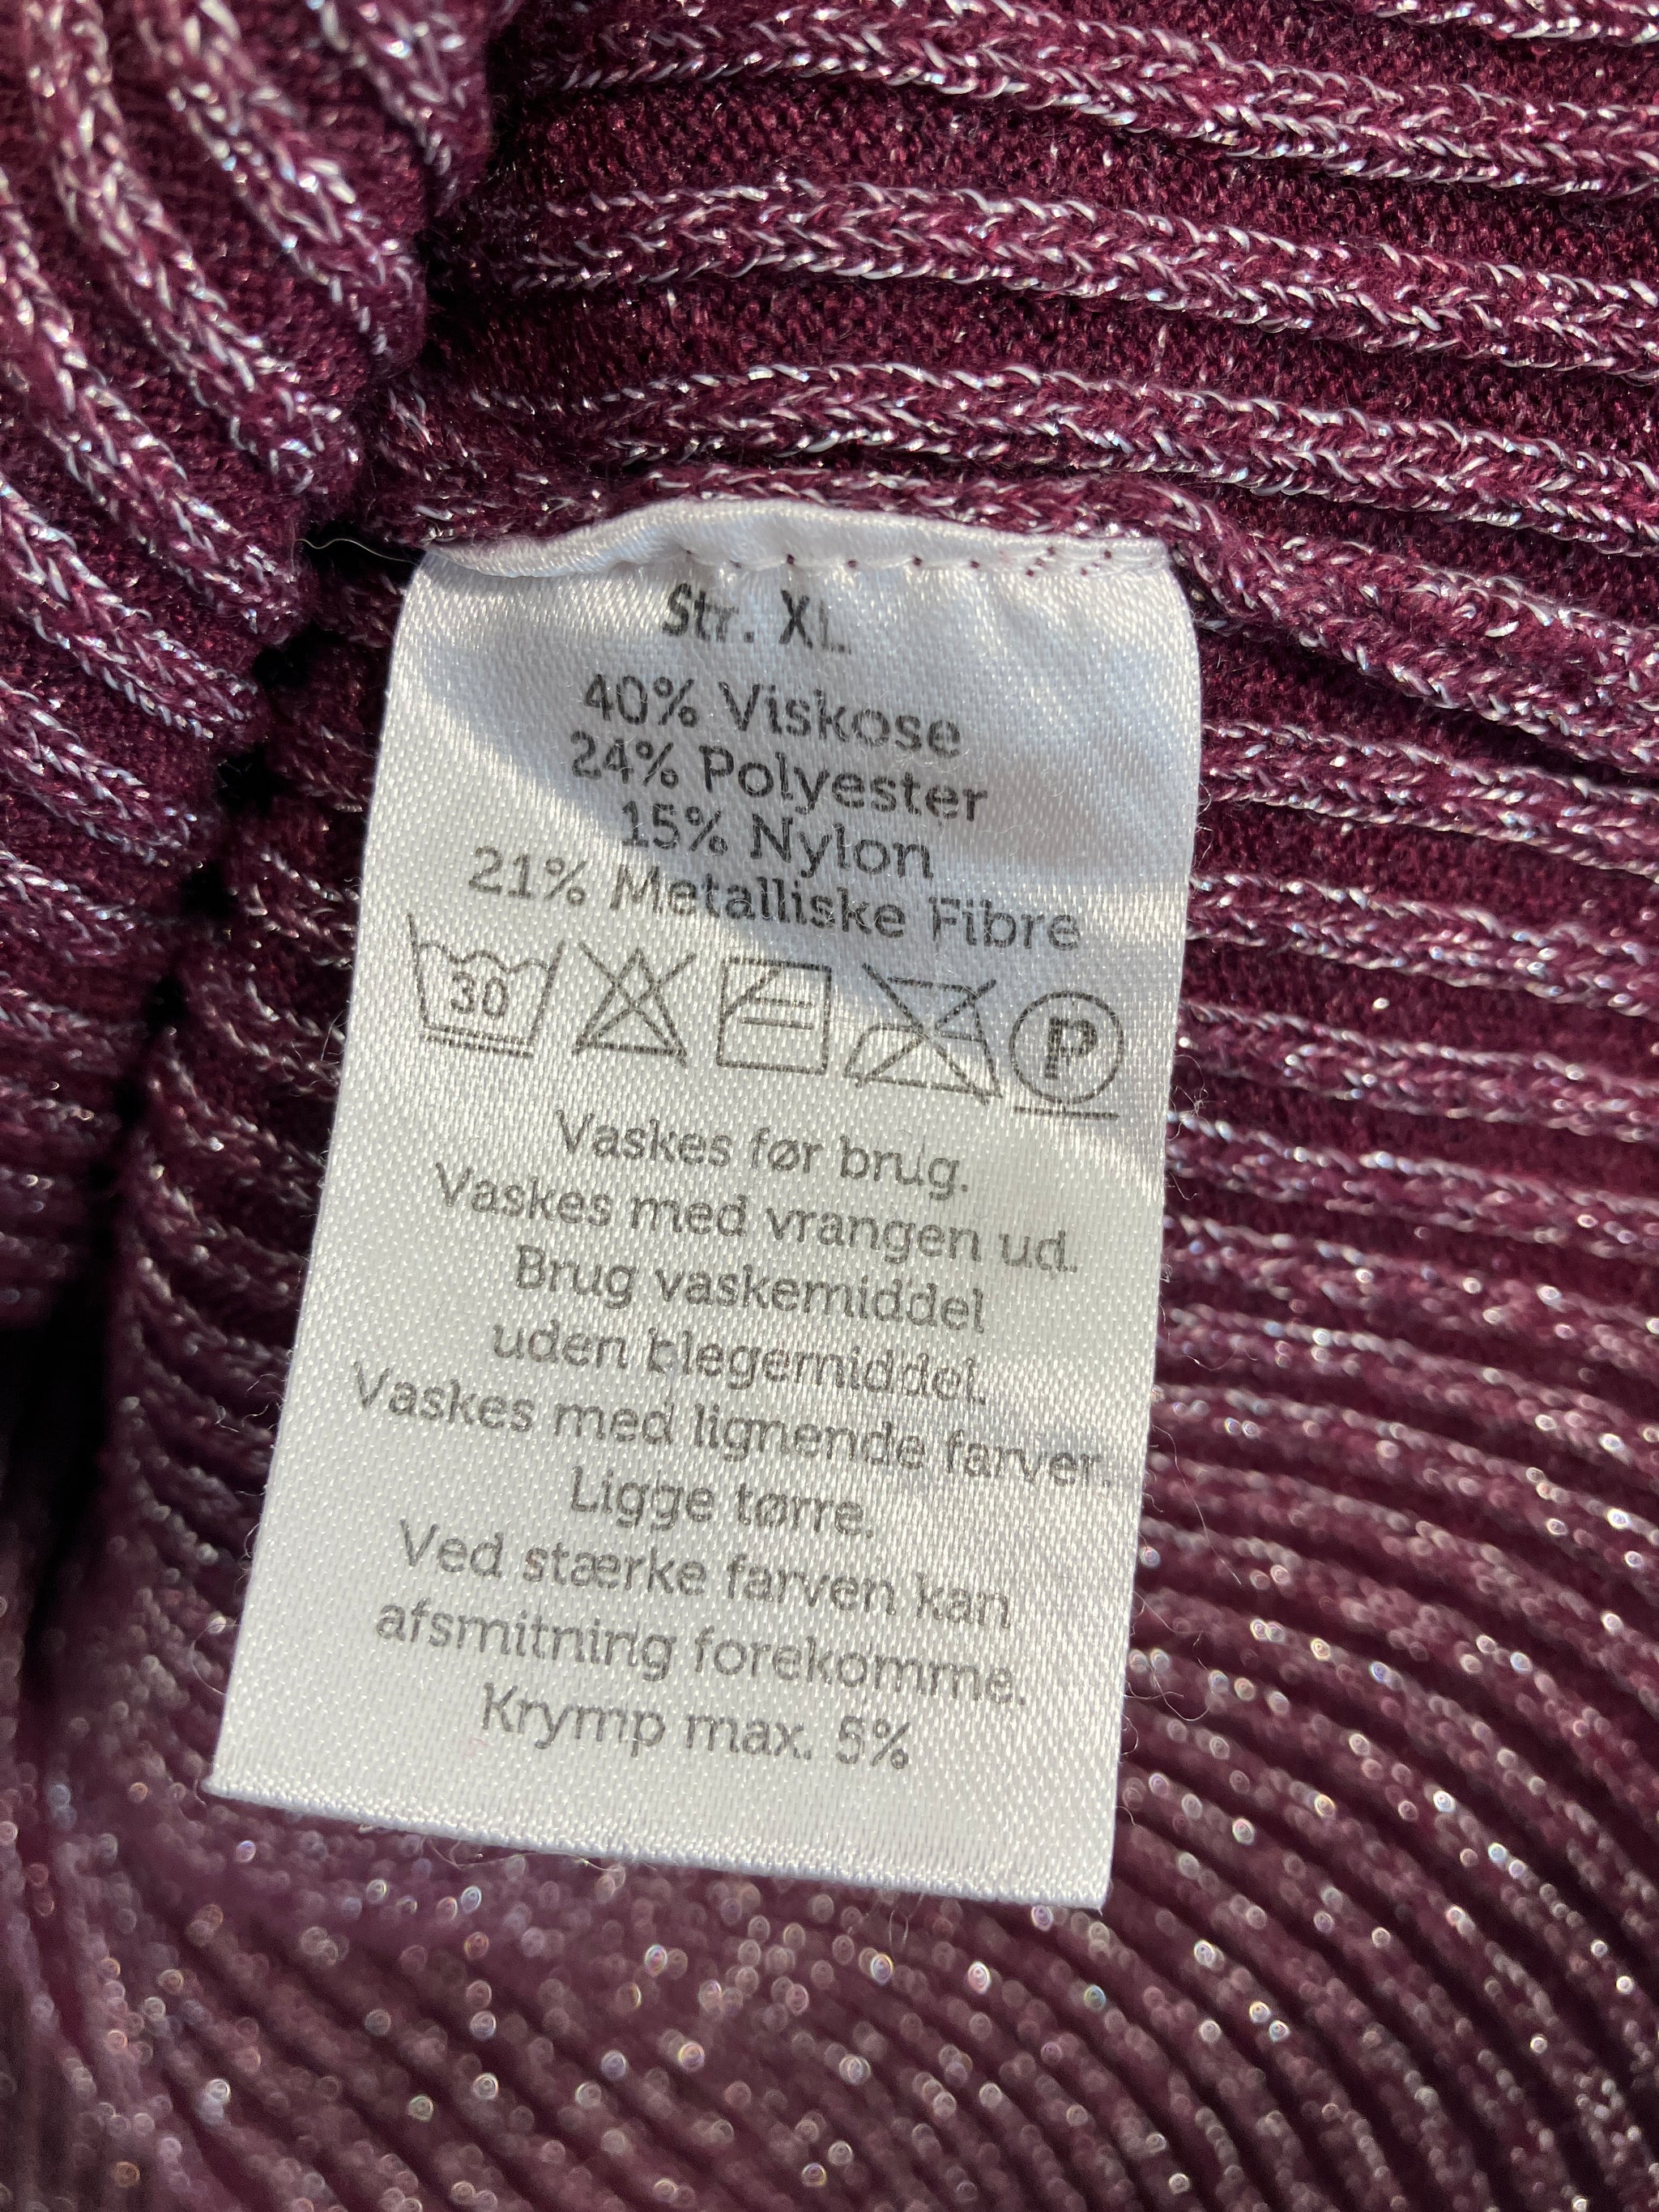 Str. XL
40% Viskose
24% Polyester
15% Nylon
21% Metalliske Fibre
30 P
Vaskes før brug.
Vaskes med vrangen ud.
Brug vaskemiddel
uden blegemiddel.
Vaskes med lignende farver.
Ligge tørre.
Ved stærke farven kan
afsmitning forekomme.
Krymp max. 5%